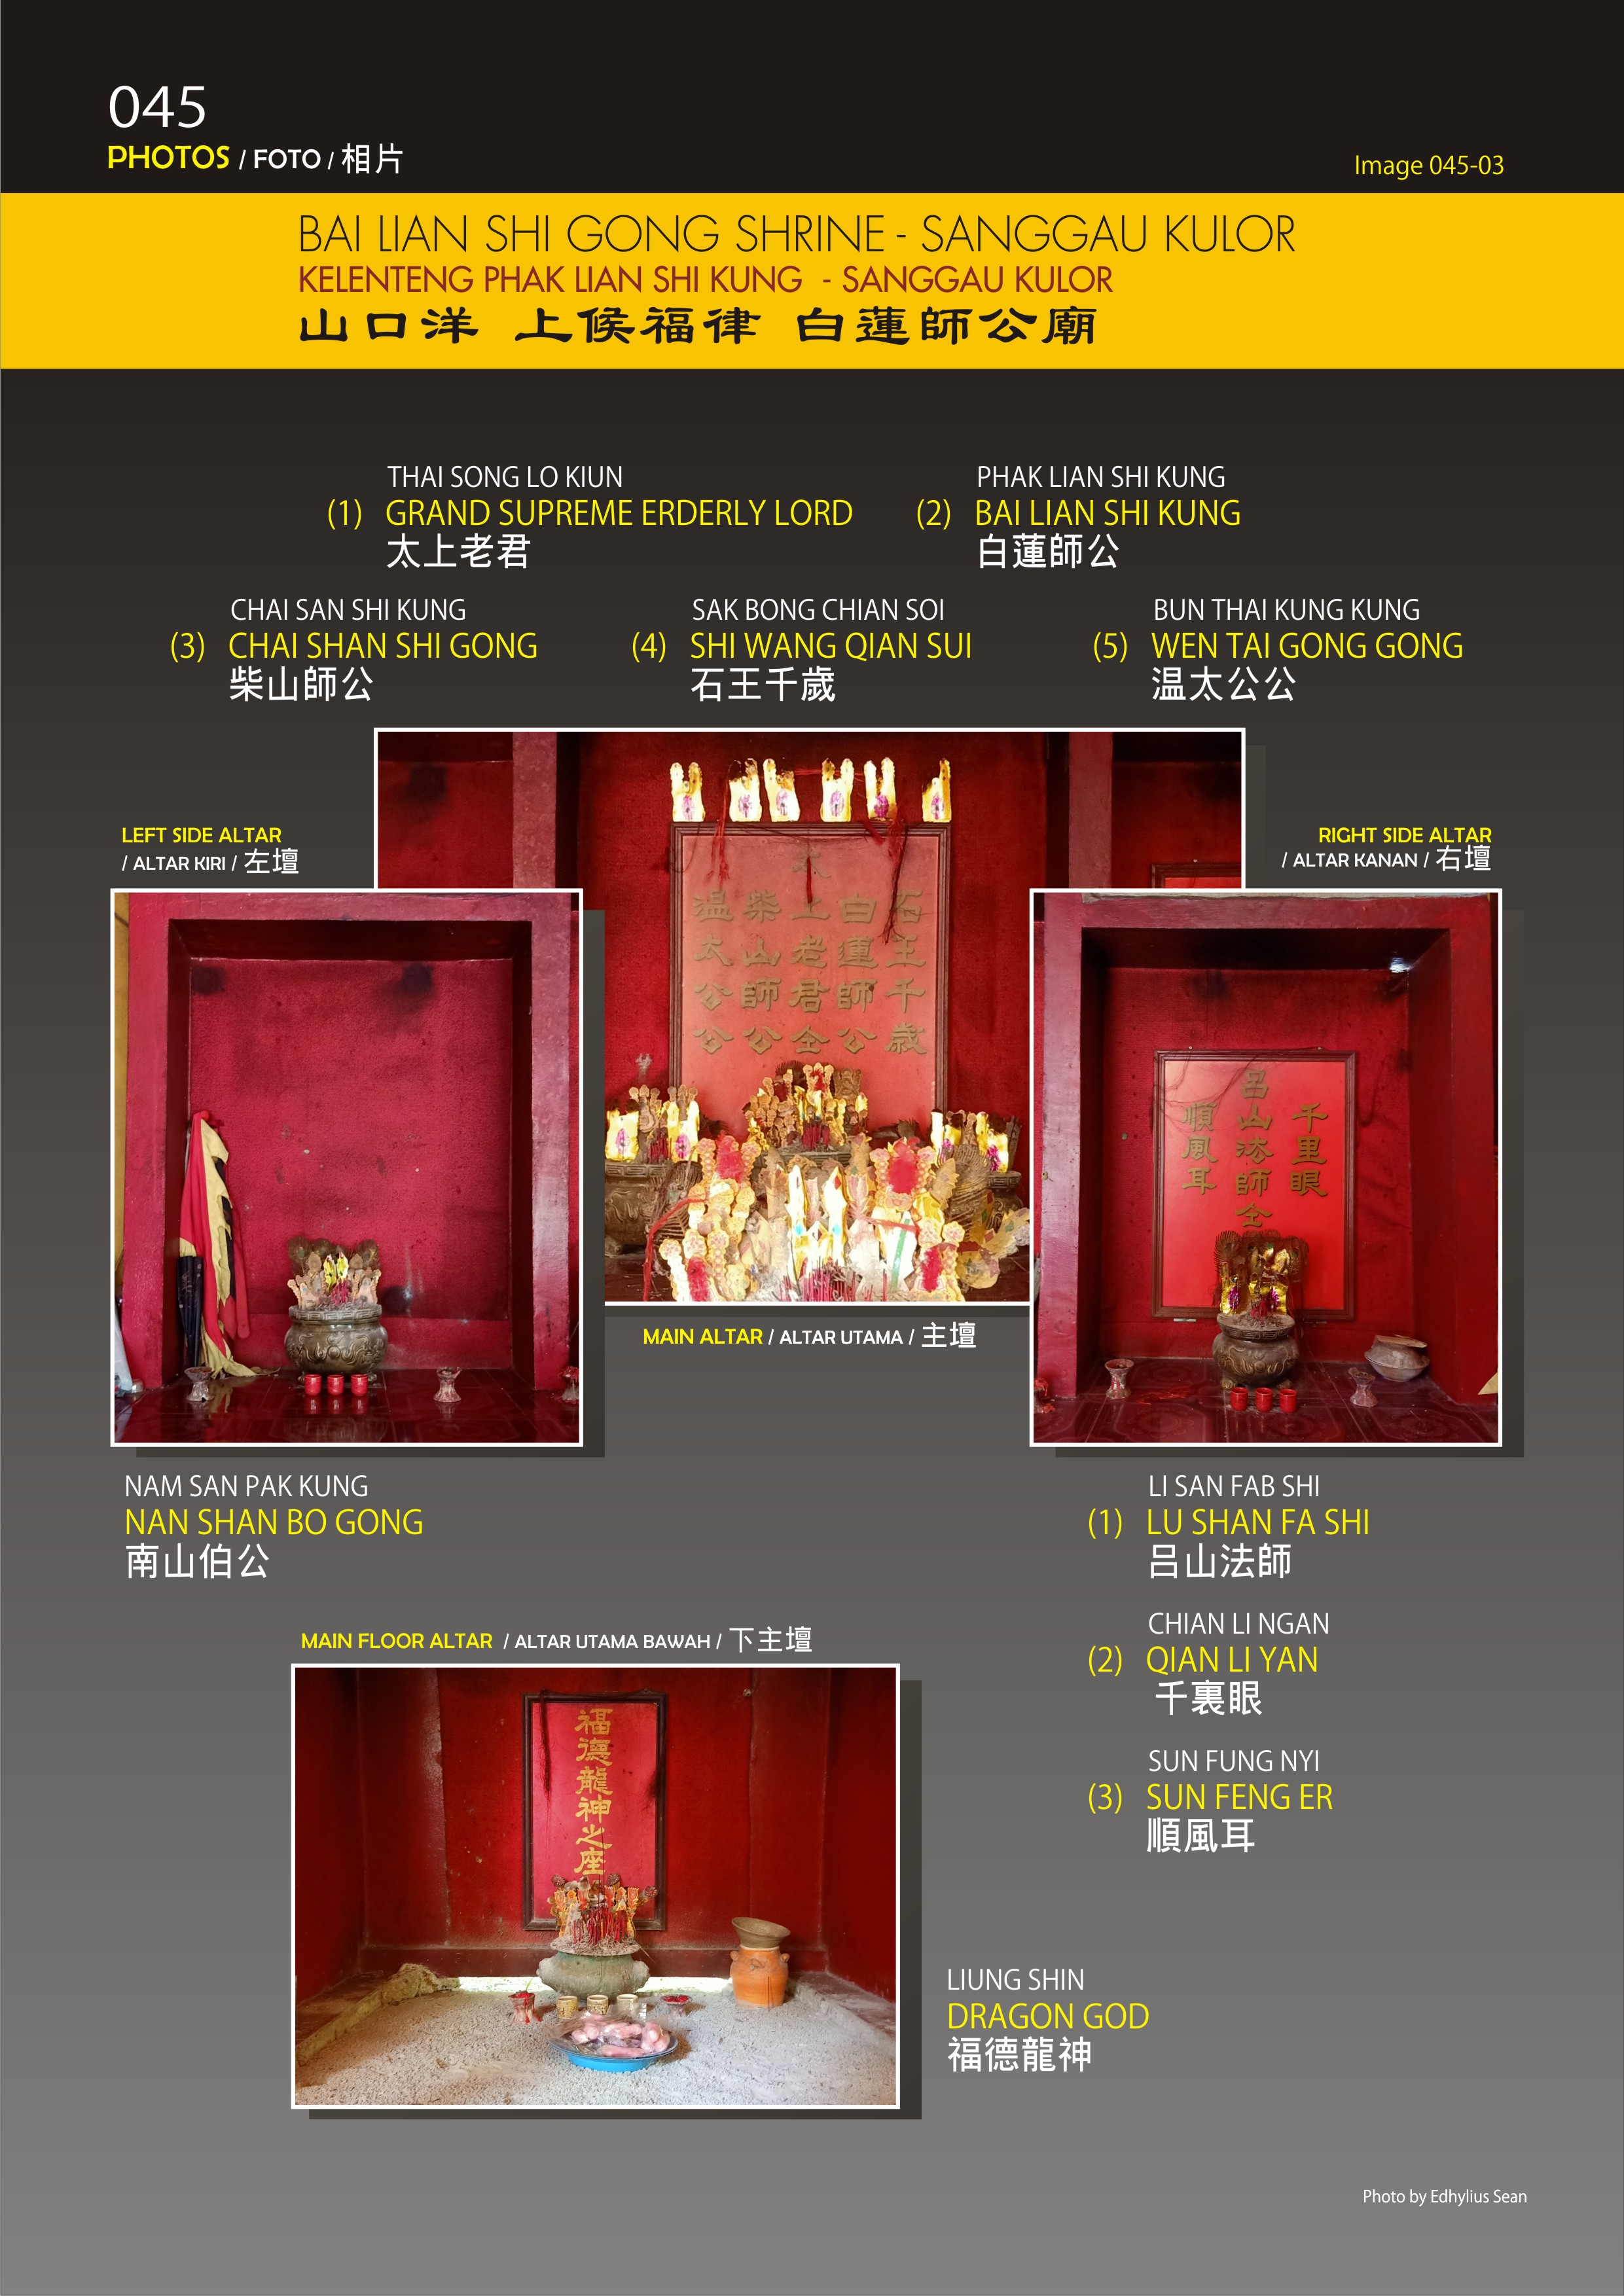 045
PHOTOS / FOTO / 相片
Image 045-03
BAI LIAN SHI GONG SHRINE - SANGGAU KULOR
KELENTENG PHAK LIAN SHI KUNG - SANGGAU KULOR
山口洋 上候福律 白蓮師公廟
THAI SONG LO KIUN
(1) GRAND SUPREME ERDERLY LORD
太上老君
PHAK LIAN SHI KUNG
(2) BAI LIAN SHI KUNG
白蓮師公
CHAI SAN SHI KUNG
(3) CHAI SHAN SHI GONG
柴山師公
SAK BONG CHIAN SOI
(4) SHI WANG QIAN SUI
石王千歲
BUN THAI KUNG KUNG
(5) WEN TAI GONG GONG
温太公公
LEFT SIDE ALTAR
/ ALTAR KIRI / 左壇
RIGHT SIDE ALTAR
/ ALTAR KANAN / 右壇
石王千歲
白蓮師公
太上老君仝
柴山師公
温太公公
千里眼
呂山法師仝
順風耳
MAIN ALTAR / ALTAR UTAMA / 主壇
NAM SAN PAK KUNG
NAN SHAN BO GONG
南山伯公
LI SAN FAB SHI
(1) LU SHAN FA SHI
呂山法師
CHIAN LI NGAN
(2) QIAN LI YAN
千裏眼
SUN FUNG NYI
(3) SUN FENG ER
順風耳
MAIN FLOOR ALTAR / ALTAR UTAMA BAWAH / 下主壇
福德龍神之座
LIUNG SHIN
DRAGON GOD
福德龍神
Photo by Edhylius Sean